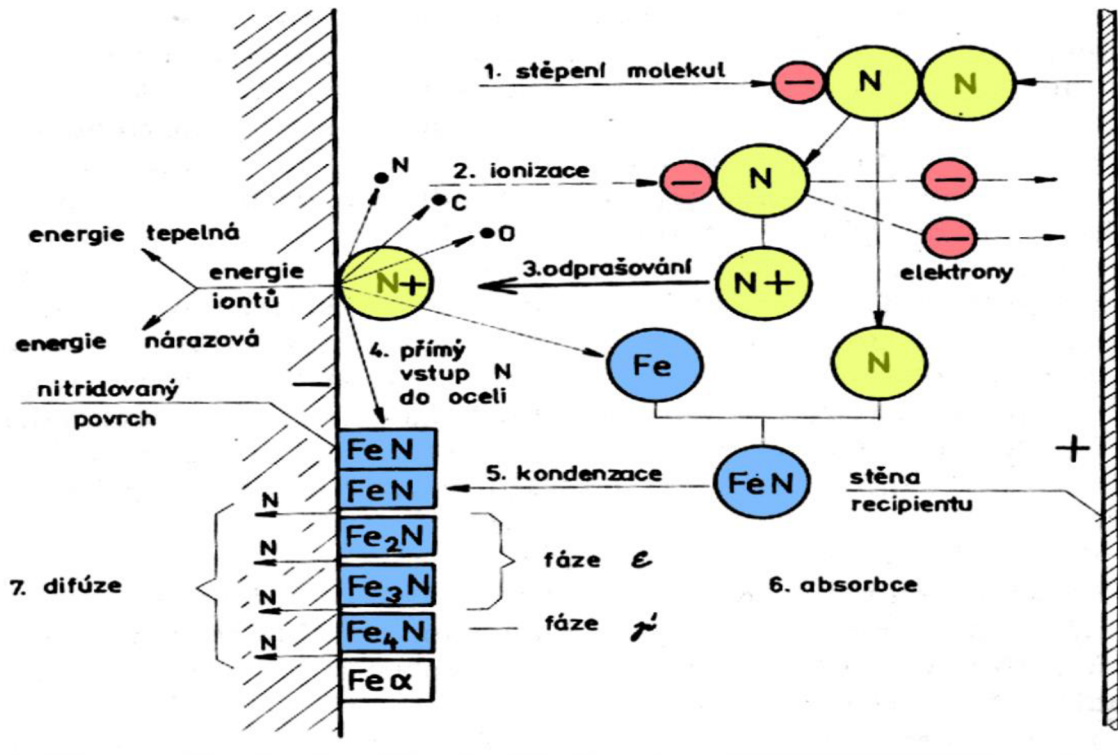 1. stěpení molekul
−
N
N
N
2. ionizace
−
N
−
C
O
−
elektrony
energie tepelná
energie
iontů
N+
3.odprašování
N+
energie nárazová
4. přímý
vstup N
do oceli
Fe
N
−
nitridovaný
povrch
FeN
FeN
5. kondenzace
FeN
+
stěna
recipientu
N
Fe2N
N
fáze ε
7. difúze
N
Fe3N
6. absorbce
N
Fe4N
fáze γ'
Feα